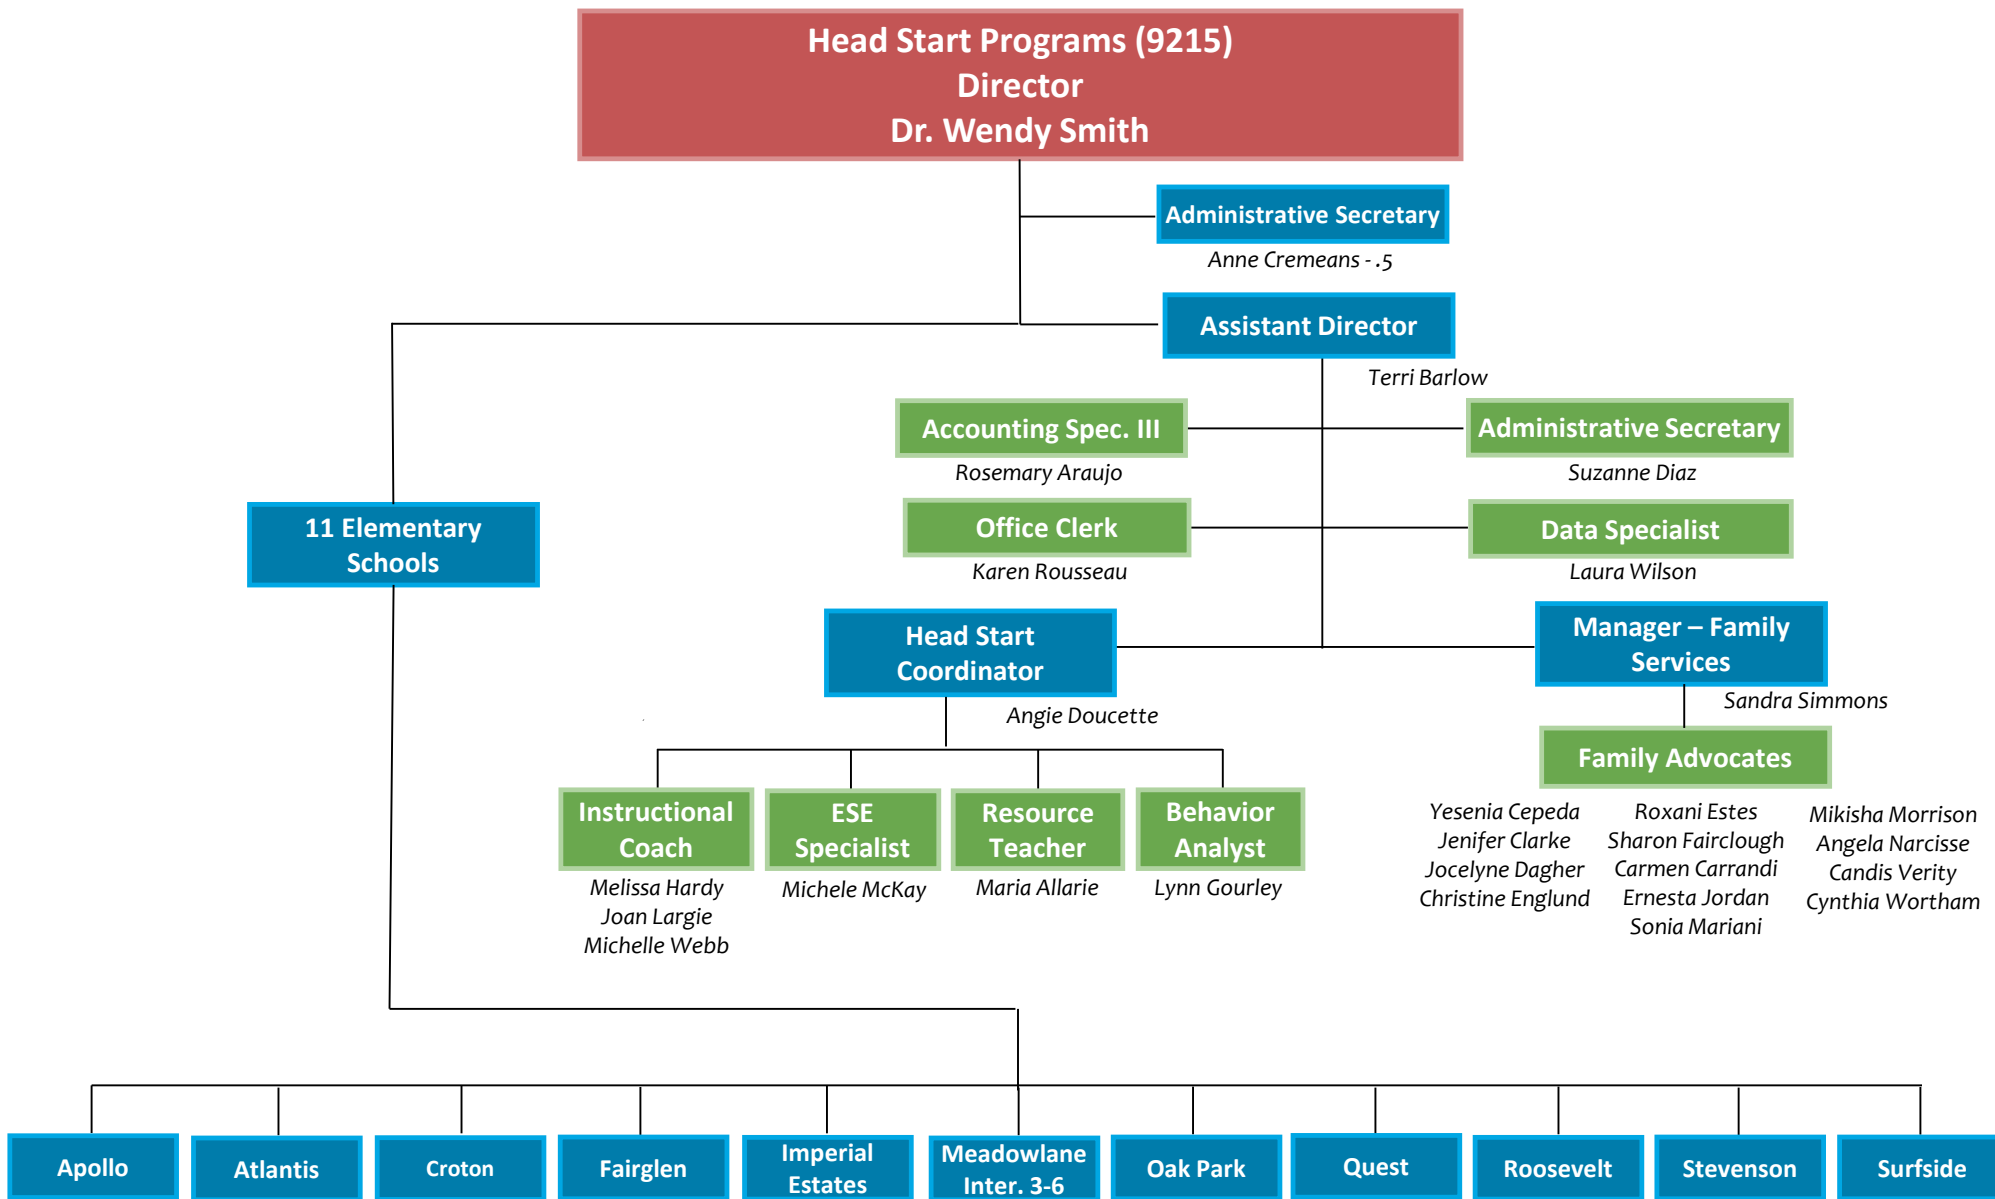 Head Start Programs (9215)
Director
Dr. Wendy Smith
Administrative Secretary
Anne Cremeans - .5
Assistant Director
Terri Barlow
Accounting Spec. III
Rosemary Araujo
Administrative Secretary
Suzanne Diaz
Office Clerk
Karen Rousseau
Data Specialist
Laura Wilson
11 Elementary
Schools
Head Start
Coordinator
Angie Doucette
Manager – Family
Services
Sandra Simmons
Instructional
Coach
Melissa Hardy
Joan Largie
Michelle Webb
ESE
Specialist
Michele McKay
Resource
Teacher
Maria Allarie
Behavior
Analyst
Lynn Gourley
Family Advocates
Yesenia Cepeda
Jenifer Clarke
Jocelyne Dagher
Christine Englund
Roxani Estes
Sharon Fairclough
Carmen Carrandi
Ernesta Jordan
Sonia Mariani
Mikisha Morrison
Angela Narcisse
Candis Verity
Cynthia Wortham
Apollo
Atlantis
Croton
Fairglen
Imperial
Estates
Meadowlane
Inter. 3-6
Oak Park
Quest
Roosevelt
Stevenson
Surfside